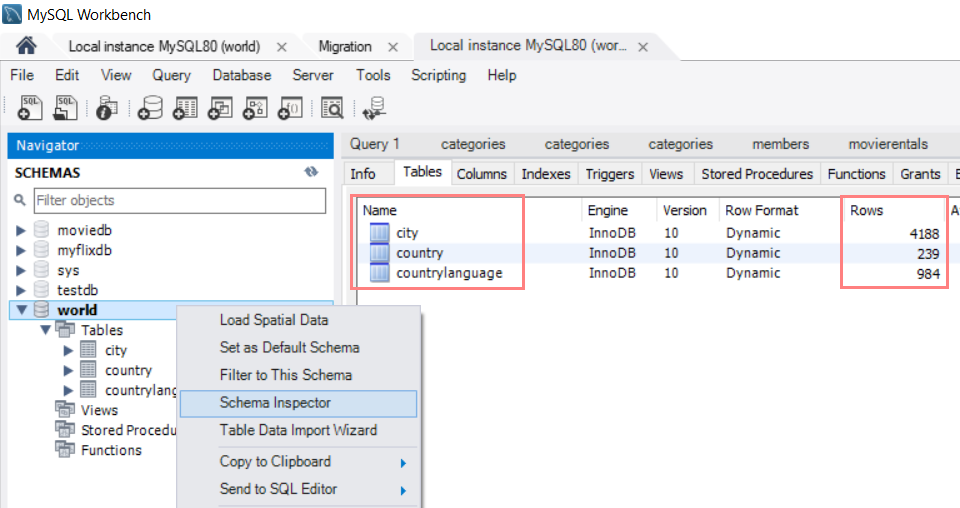 MySQL Workbench
Local instance MySQL80 (world) Migration Local instance MySQL80 (wor...
File Edit View Query Database Server Tools Scripting Help
SQL SQL
Navigator
SCHEMAS
Filter objects
moviedb
myflixdb
sys
testdb
world
Tables
city
country
countrylang
Views
Stored Procedu
Functions
Load Spatial Data
Set as Default Schema
Filter to This Schema
Schema Inspector
Table Data Import Wizard
Copy to Clipboard
Send to SQL Editor
Query 1 categories categories categories members movierentals
Info Tables Columns Indexes Triggers Views Stored Procedures Functions Grants
Name Engine Version Row Format Rows
city InnoDB 10 Dynamic 4188
country InnoDB 10 Dynamic 239
countrylanguage InnoDB 10 Dynamic 984